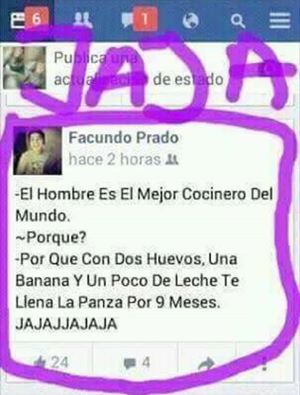 6
1
JAJA
Publica una
actualización de estado
Facundo Prado
hace 2 horas
-El Hombre Es El Mejor Cocinero Del
Mundo.
~Porque?
-Por Que Con Dos Huevos, Una
Banana Y Un Poco De Leche Te
Llena La Panza Por 9 Meses.
JAJAJJAJAJA
24
4